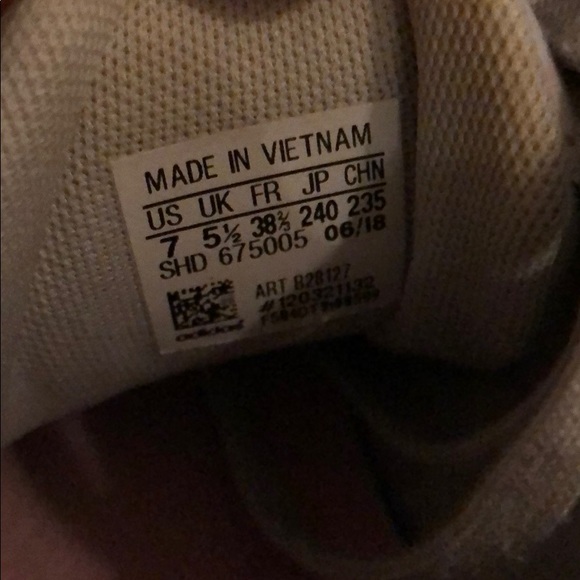 MADE IN VIETNAM
US UK FR JP CHN
7 5½ 38⅔ 240 235
SHD 675005 06/18
ART B28127
#120321132
adidas